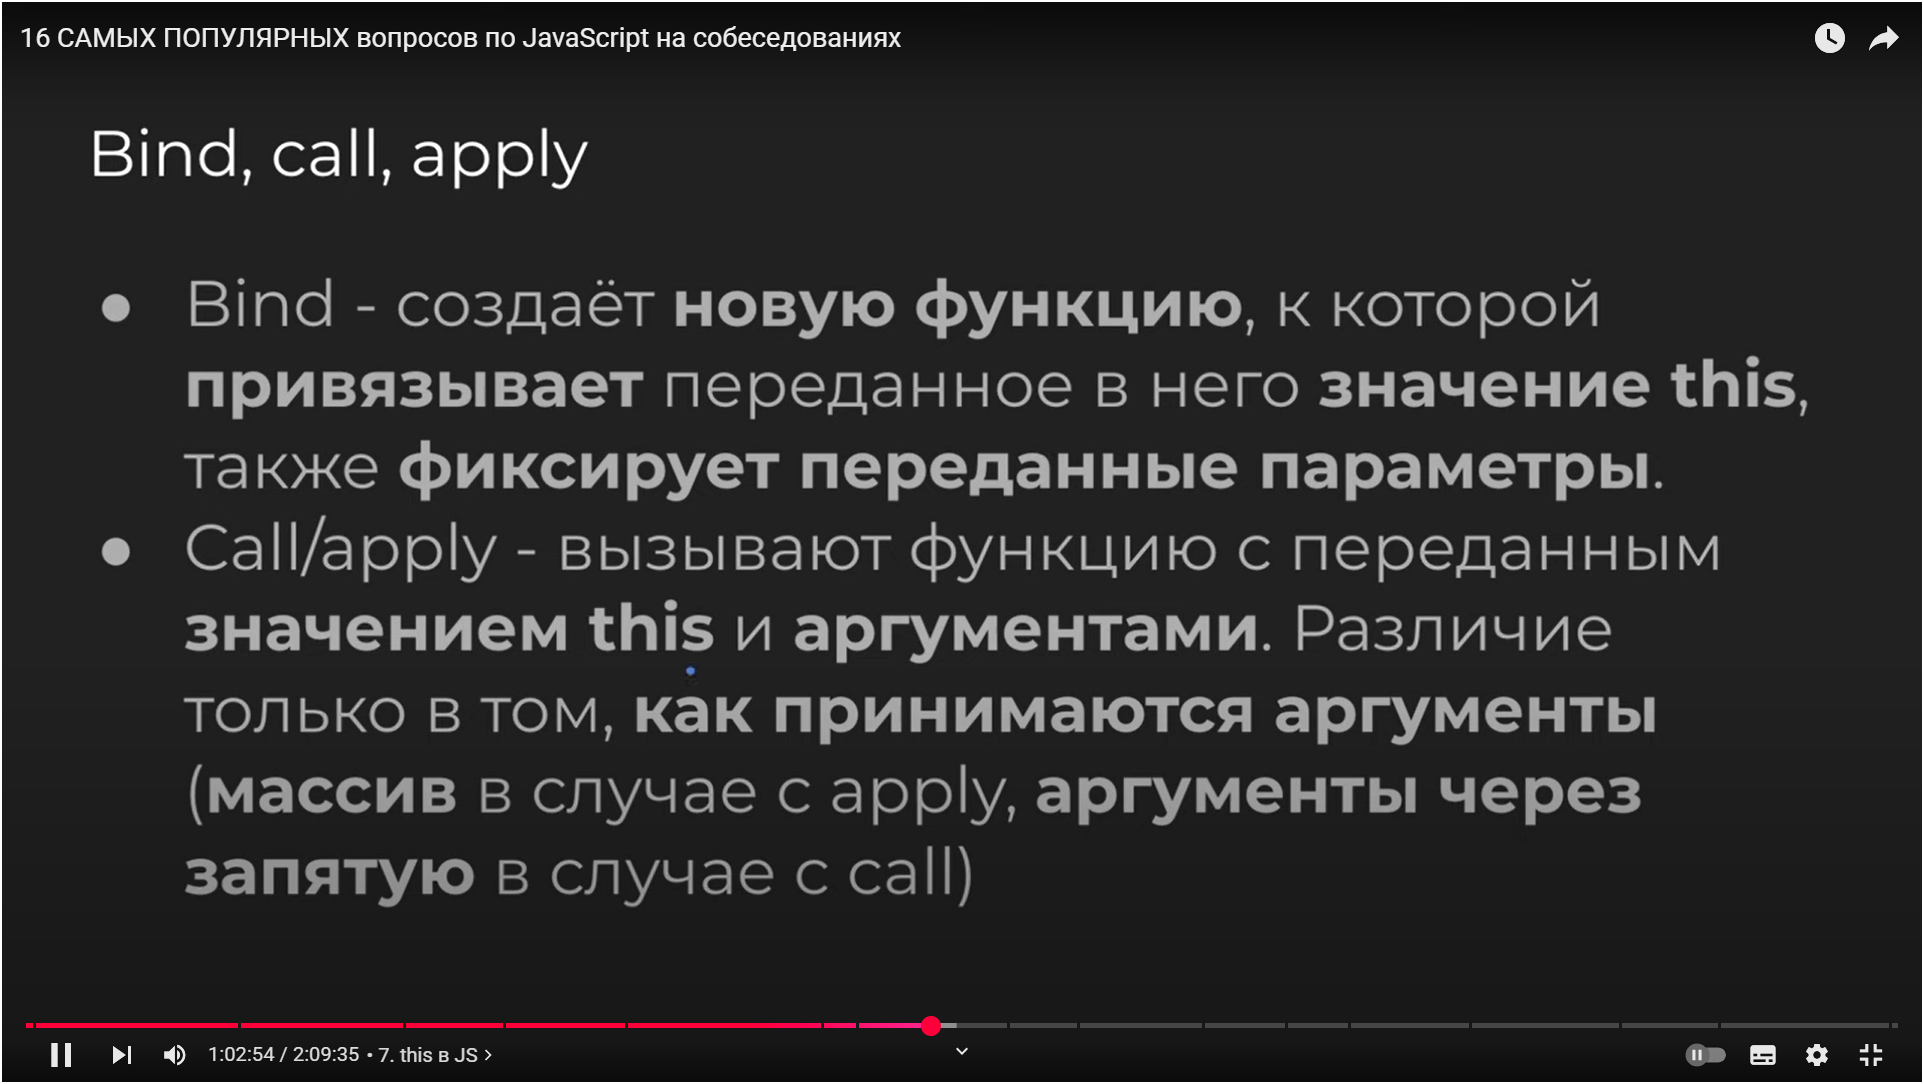 16 САМЫХ ПОПУЛЯРНЫХ вопросов по JavaScript на собеседованиях
Bind, call, apply
● Bind - создаёт новую функцию, к которой
привязывает переданное в него значение this,
также фиксирует переданные параметры.
● Call/apply - вызывают функцию с переданным
значением this и аргументами. Различие
только в том, как принимаются аргументы
(массив в случае с apply, аргументы через
запятую в случае с call)
1:02:54 / 2:09:35 • 7. this в JS